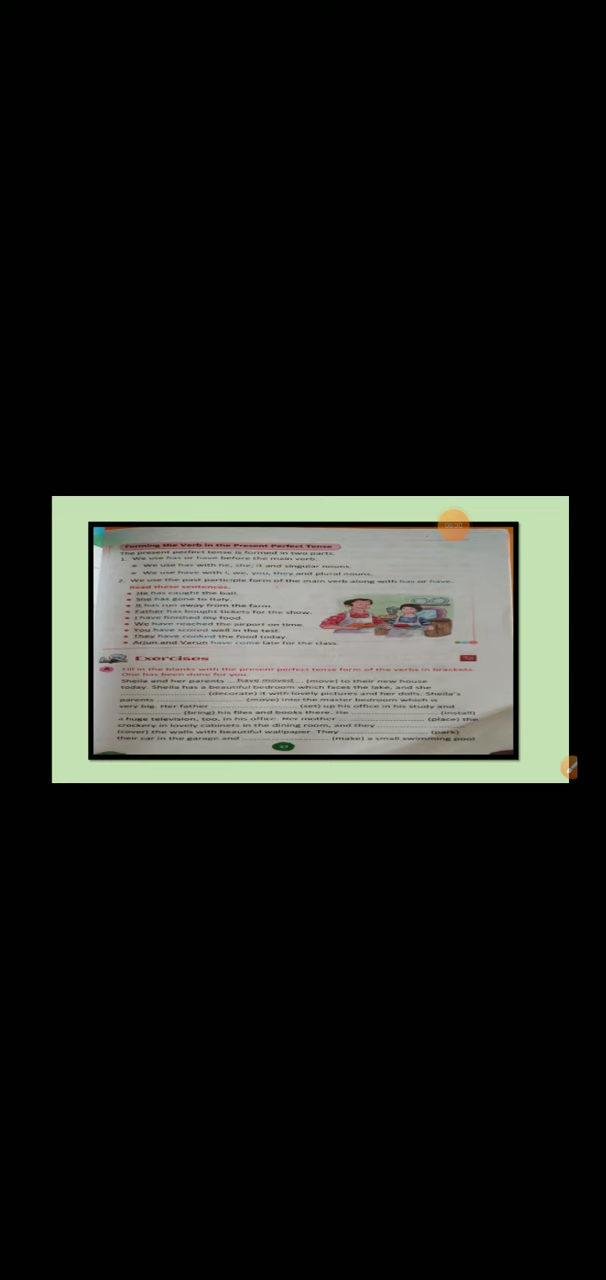 00:20
Forming the Verb in the Present Perfect Tense
The present perfect tense is formed in two parts.
1. We use has or have before the main verb.
• We use has with he, she, it and singular nouns.
• We use have with I, we, you, they and plural nouns.
2. We use the past participle form of the main verb along with has or have.
Read these sentences.
• He has caught the ball.
• She has gone to Italy.
• It has run away from the farm.
• Father has bought tickets for the show.
• I have finished my food.
• We have reached the airport on time.
• You have scored well in the test.
• They have cooked the food today.
• Arjun and Varun have come late for the class.
Exercises
A Fill in the blanks with the present perfect tense form of the verbs in brackets.
One has been done for you.
Sheila and her parents ...have moved... (move) to their new house
today. Sheila has a beautiful bedroom which faces the lake, and she
........................ (decorate) it with lovely pictures and her dolls. Sheila's
parents ........................ (move) into the master bedroom which is
very big. Her father ........................ (set) up his office in his study and
........................ (bring) his files and books there. He ........................ (install)
a huge television, too, in his office. Her mother ........................ (place) the
crockery in lovely cabinets in the dining room, and they ........................
(cover) the walls with beautiful wallpaper. They ........................ (park)
their car in the garage and ........................ (make) a small swimming pool